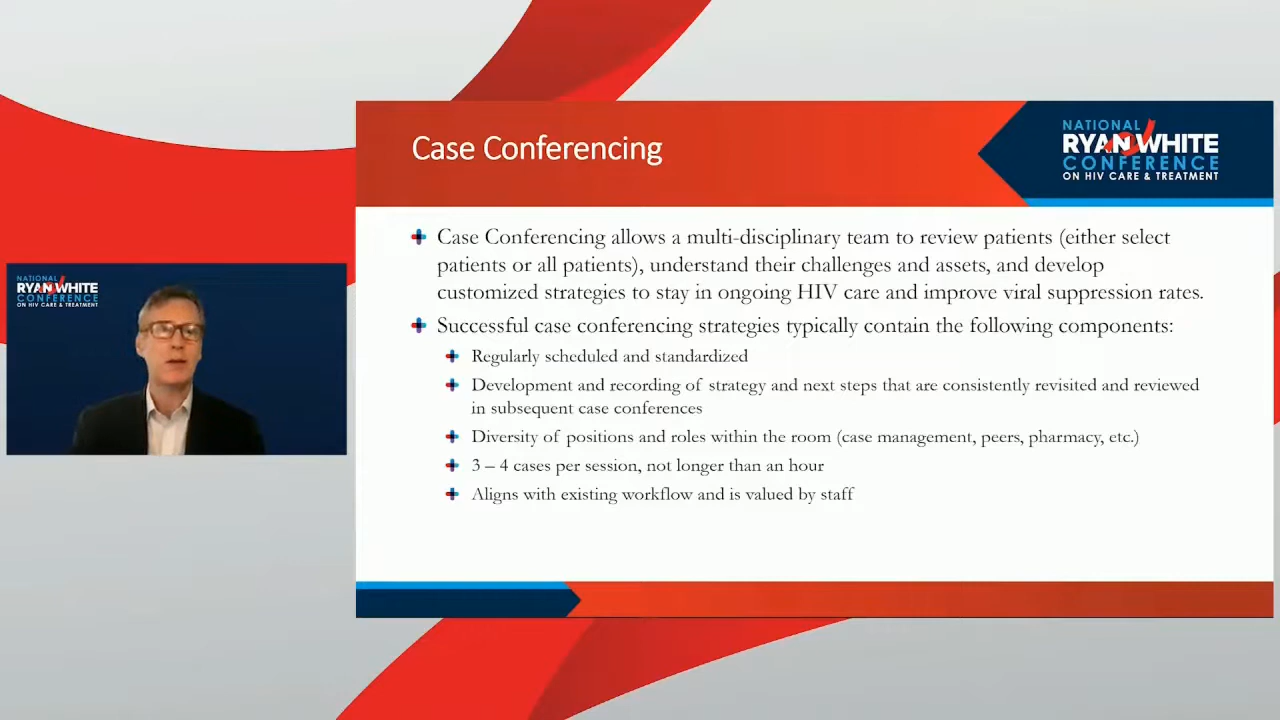 NATIONAL
RYAN WHITE
CONFERENCE
ON HIV CARE & TREATMENT
Case Conferencing
NATIONAL
RYAN WHITE
CONFERENCE
ON HIV CARE & TREATMENT
Case Conferencing allows a multi-disciplinary team to review patients (either select
patients or all patients), understand their challenges and assets, and develop
customized strategies to stay in ongoing HIV care and improve viral suppression rates.
Successful case conferencing strategies typically contain the following components:
Regularly scheduled and standardized
Development and recording of strategy and next steps that are consistently revisited and reviewed
in subsequent case conferences
Diversity of positions and roles within the room (case management, peers, pharmacy, etc.)
3 – 4 cases per session, not longer than an hour
Aligns with existing workflow and is valued by staff